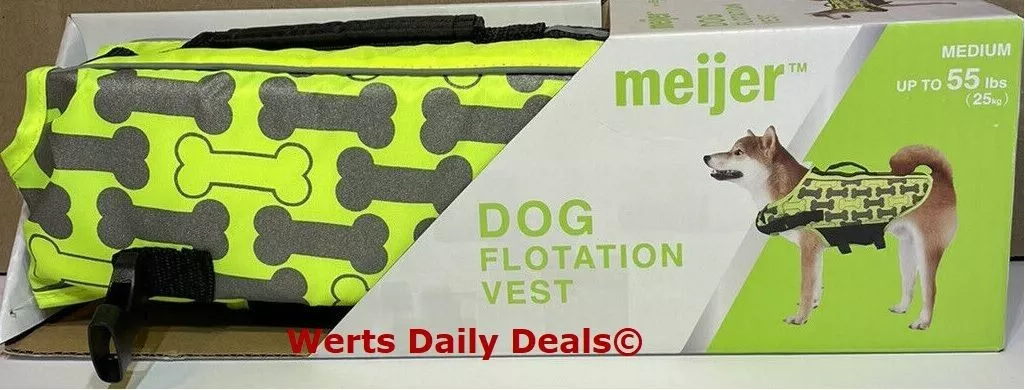 meijer™
MEDIUM
UP TO 55 lbs
(25kg)
DOG
FLOTATION
VEST
Werts Daily Deals©